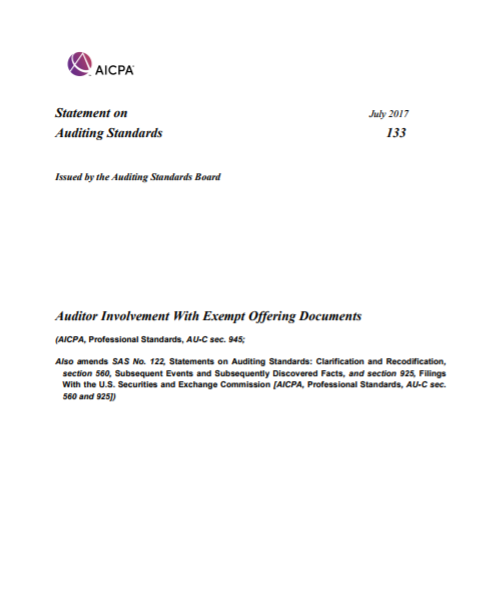 AICPA
Statement on July 2017
Auditing Standards 133
Issued by the Auditing Standards Board
Auditor Involvement With Exempt Offering Documents
(AICPA, Professional Standards, AU-C sec. 945;
Also amends SAS No. 122, Statements on Auditing Standards: Clarification and Recodification,
section 560, Subsequent Events and Subsequently Discovered Facts, and section 925, Filings
With the U.S. Securities and Exchange Commission [AICPA, Professional Standards, AU-C sec.
560 and 925])